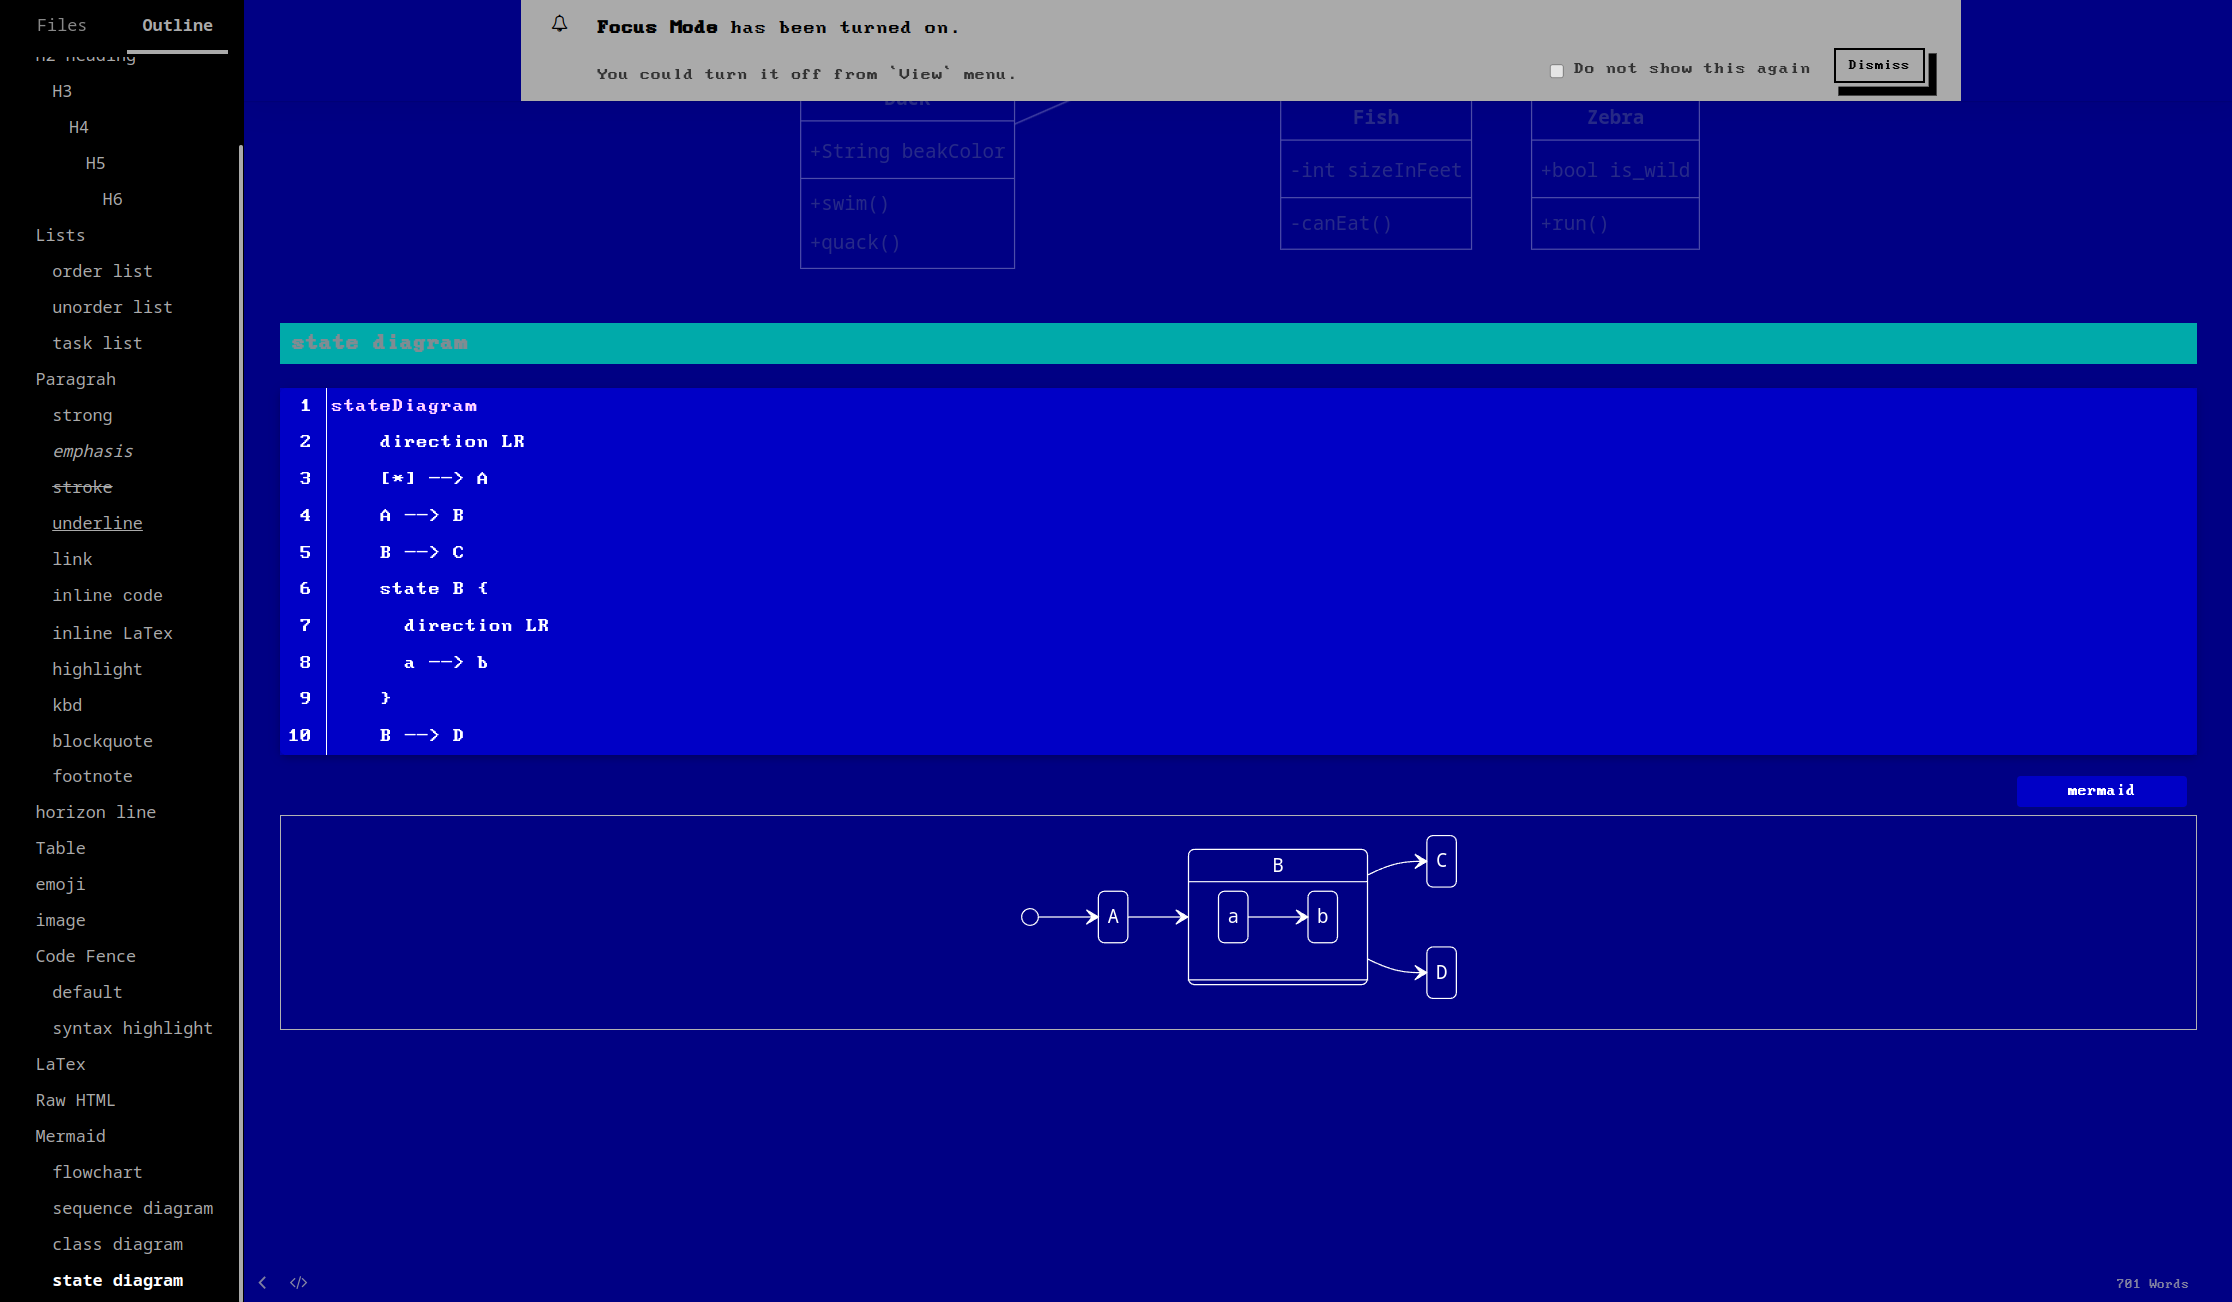 Files
Outline
H2 heading
H3
H4
H5
H6
Lists
order list
unorder list
task list
Paragrah
strong
emphasis
stroke
underline
link
inline code
inline LaTex
highlight
kbd
blockquote
footnote
horizon line
Table
emoji
image
Code Fence
default
syntax highlight
LaTex
Raw HTML
Mermaid
flowchart
sequence diagram
class diagram
state diagram
Focus Mode has been turned on.
You could turn it off from `View` menu.
Do not show this again
Dismiss
Duck
+String beakColor
+swim()
+quack()
Fish
-int sizeInFeet
-canEat()
Zebra
+bool is_wild
+run()
state diagram
1 stateDiagram
2 direction LR
3 [*] --> A
4 A --> B
5 B --> C
6 state B {
7 direction LR
8 a --> b
9 }
10 B --> D
mermaid
A
B
a
b
C
D
701 Words